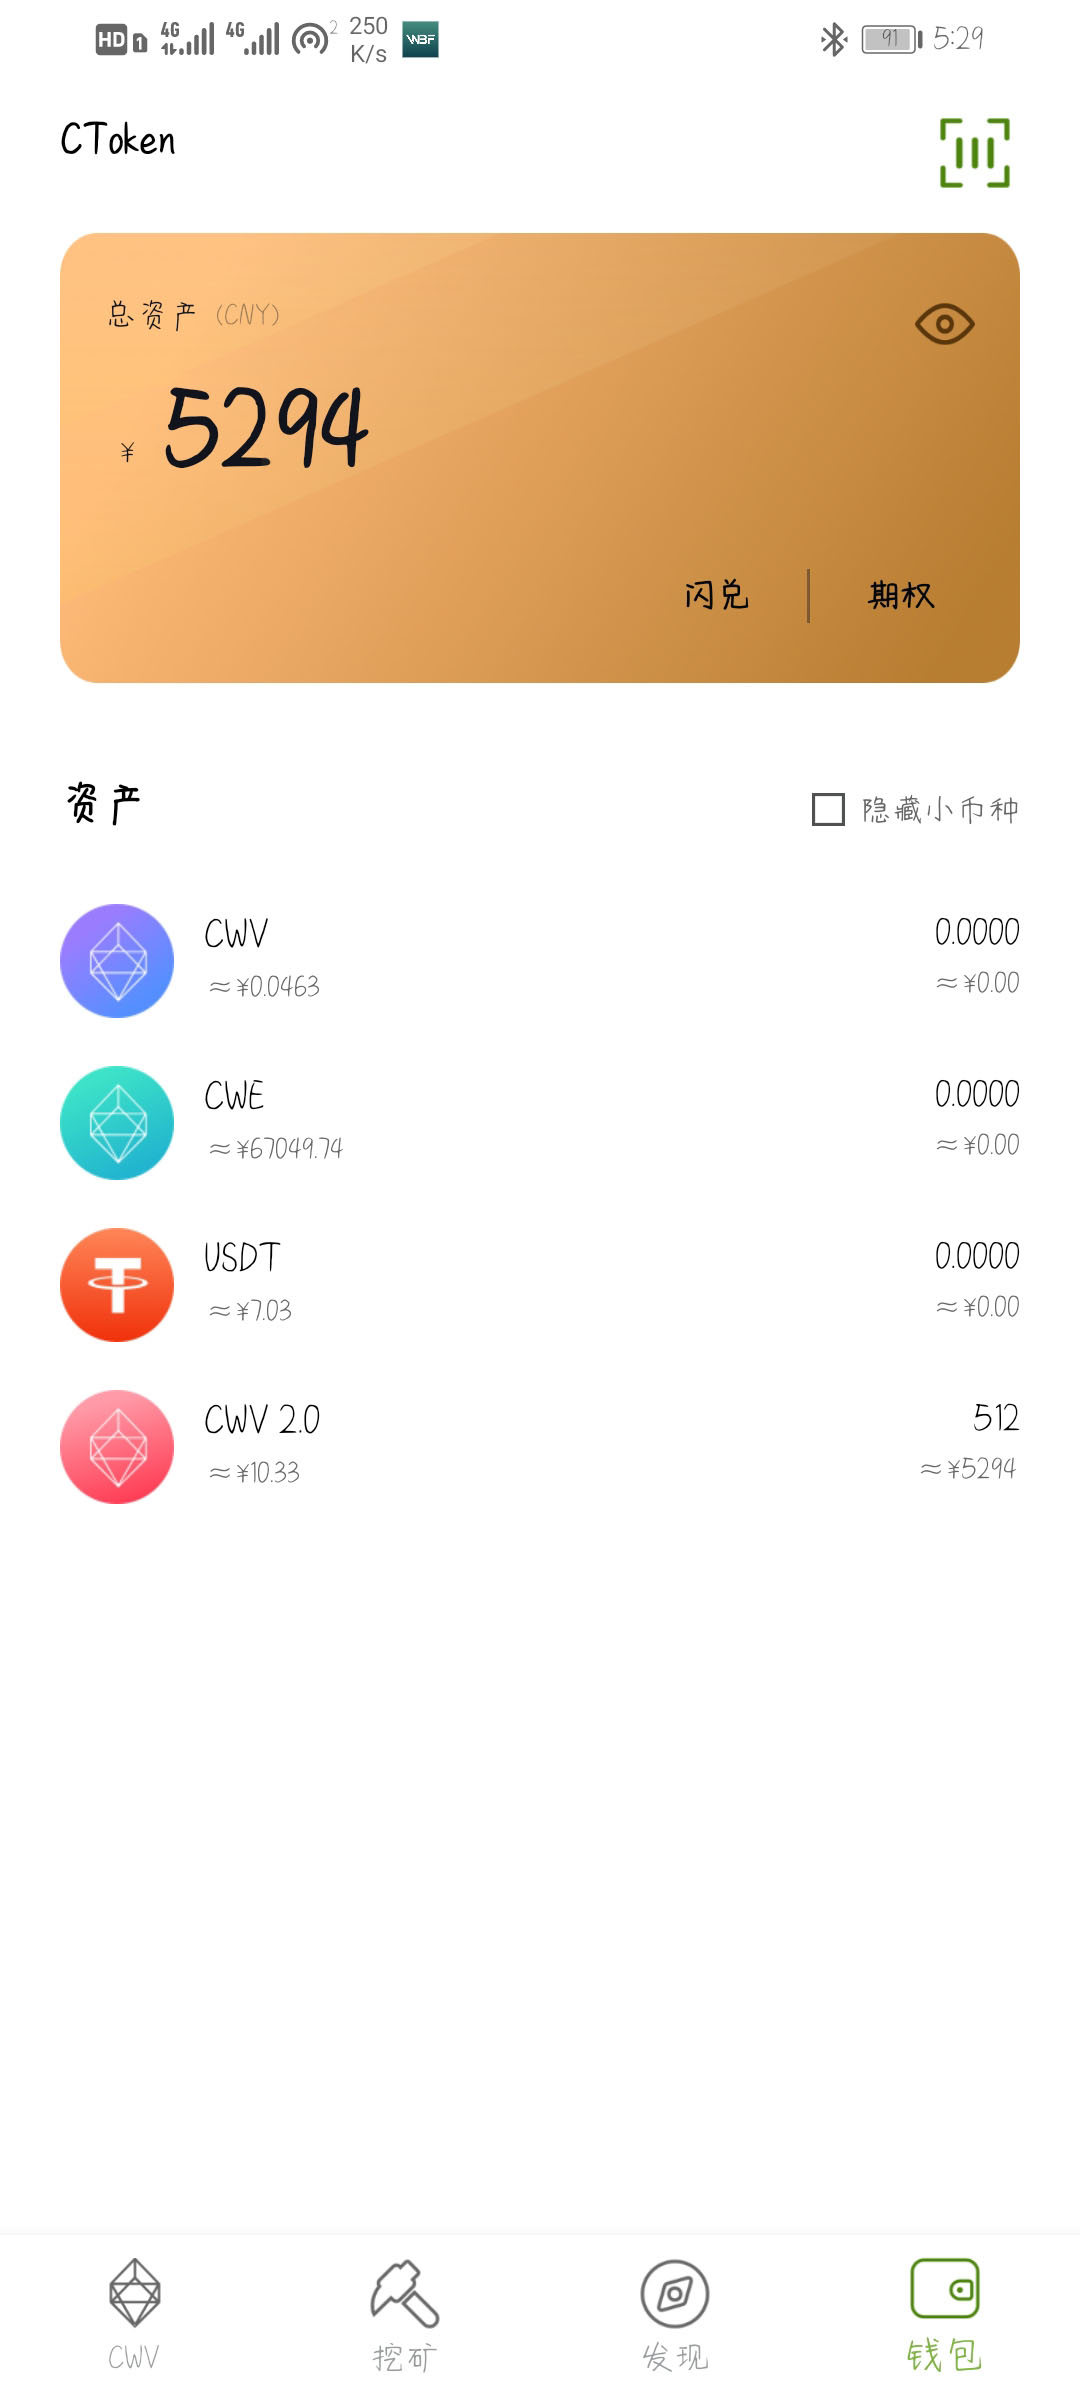 HD 1 4G 4G 2 250 K/s WBF 91 5:29
CToken
总资产 (CNY)
¥ 5294
闪兑 期权
资产 隐藏小币种
CWV 0.0000
≈¥0.0463 ≈¥0.00
CWE 0.0000
≈¥67049.74 ≈¥0.00
USDT 0.0000
≈¥7.03 ≈¥0.00
CWV 2.0 512
≈¥10.33 ≈¥5294
CWV 挖矿 发现 钱包